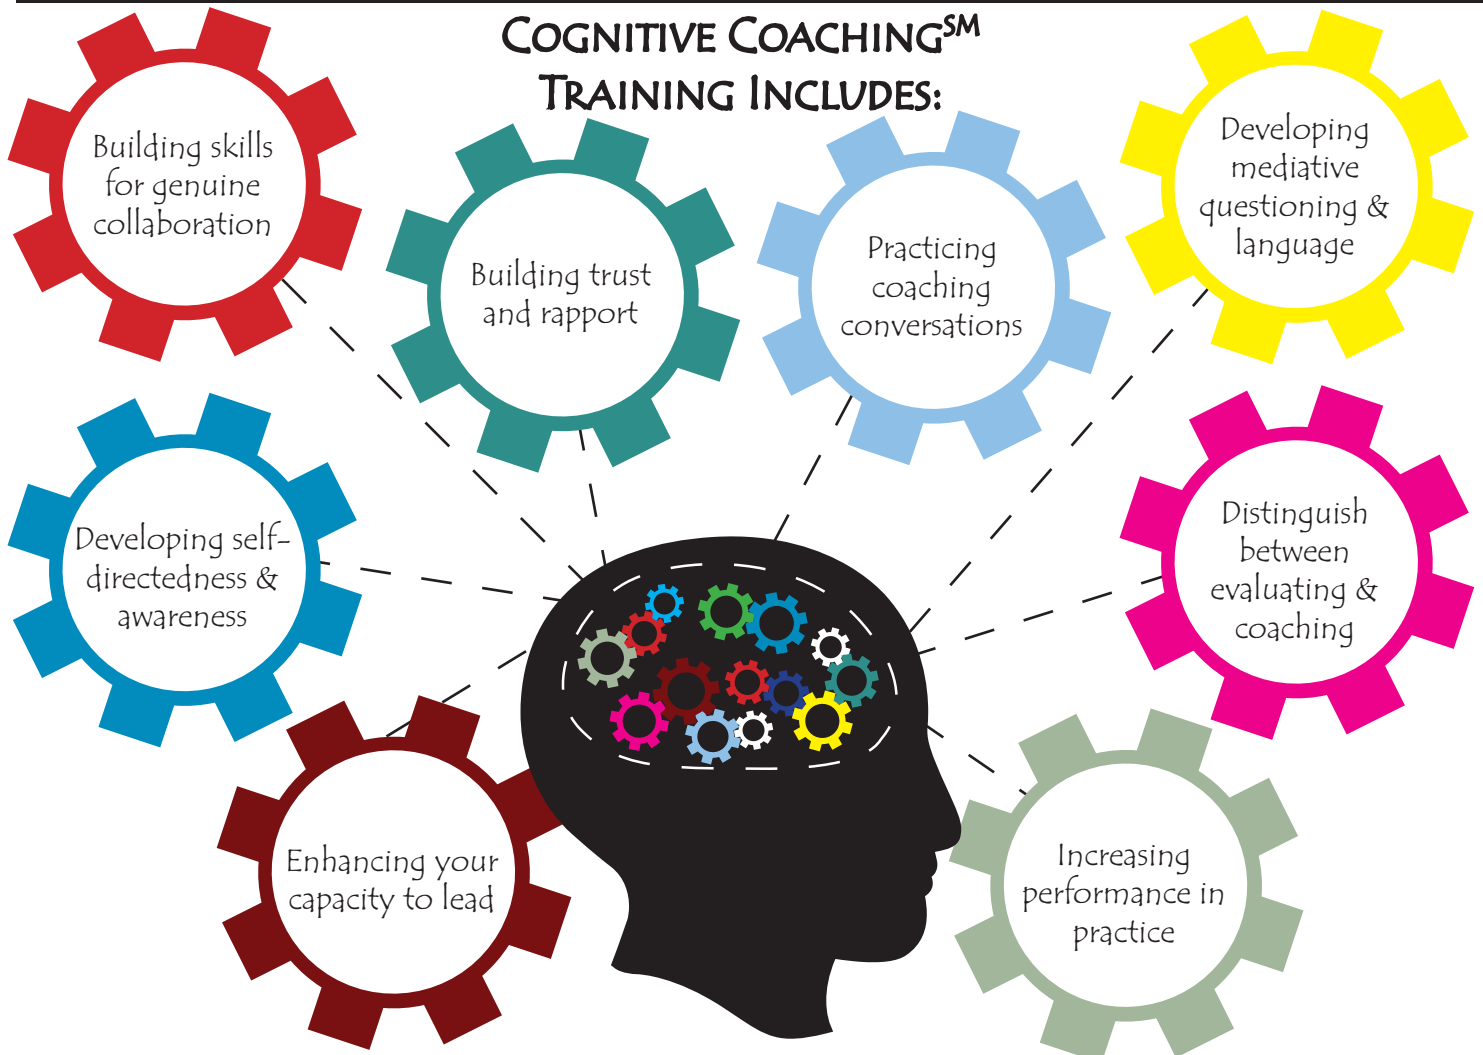 COGNITIVE COACHING℠
TRAINING INCLUDES:
Building skills
for genuine
collaboration
Building trust
and rapport
Practicing
coaching
conversations
Developing
mediative
questioning &
language
Developing self-
directedness &
awareness
Distinguish
between
evaluating &
coaching
Enhancing your
capacity to lead
Increasing
performance in
practice